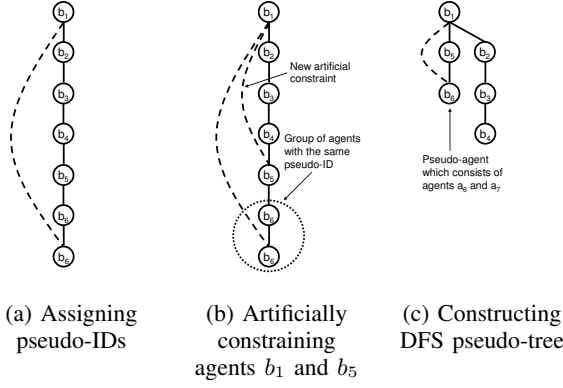 b1
b2
b3
b4
b5
b6
b6
(a) Assigning
pseudo-IDs
b1
b2
b3
b4
b5
b6
b6
New artificial
constraint
Group of agents
with the same
pseudo-ID
(b) Artificially
constraining
agents b1 and b5
b1
b5
b2
b6
b3
b4
Pseudo-agent
which consists of
agents a6 and a7
(c) Constructing
DFS pseudo-tree